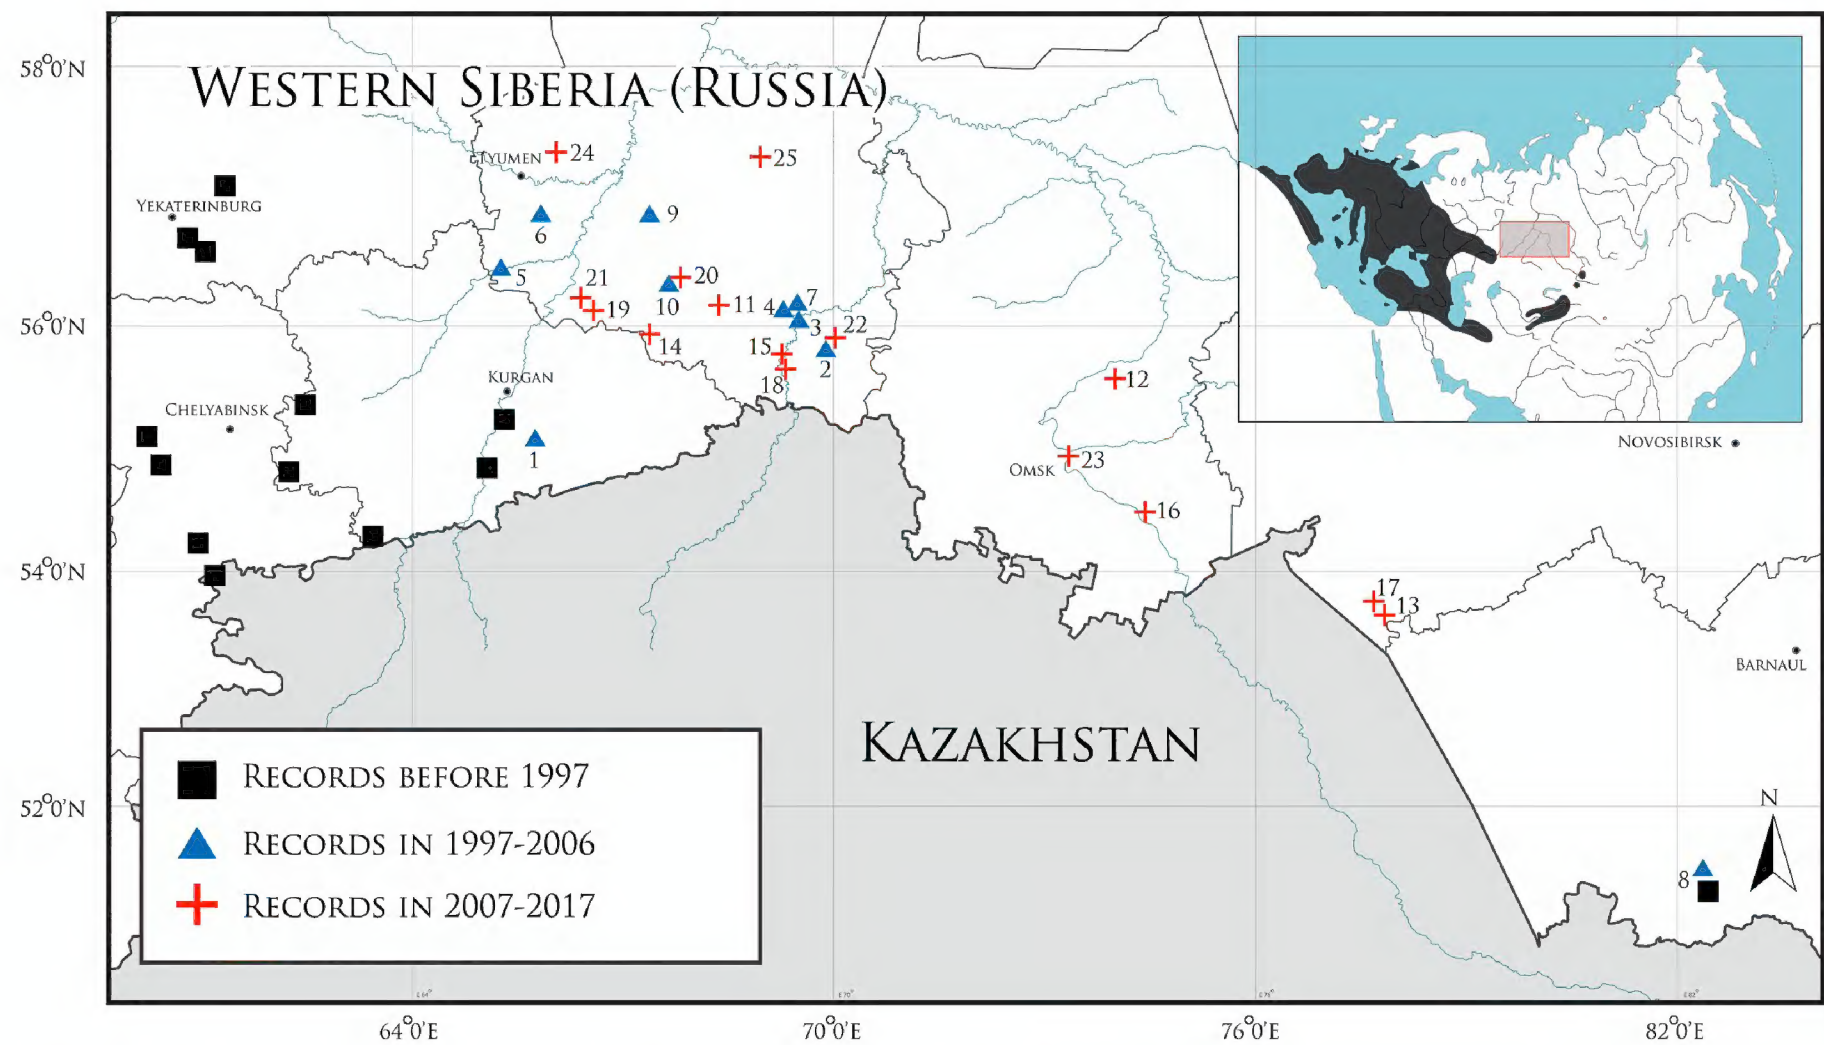 58°0'N
WESTERN SIBERIA (RUSSIA)
TYUMEN
24
25
YEKATERINBURG
6
9
5
21
20
19
10
11
4
7
3
22
56°0'N
14
15
2
18
12
KURGAN
CHELYABINSK
1
NOVOSIBIRSK
OMSK
23
16
54°0'N
17
13
BARNAUL
KAZAKHSTAN
RECORDS BEFORE 1997
RECORDS IN 1997-2006
RECORDS IN 2007-2017
52°0'N
N
8
64°0'E
70°0'E
76°0'E
82°0'E